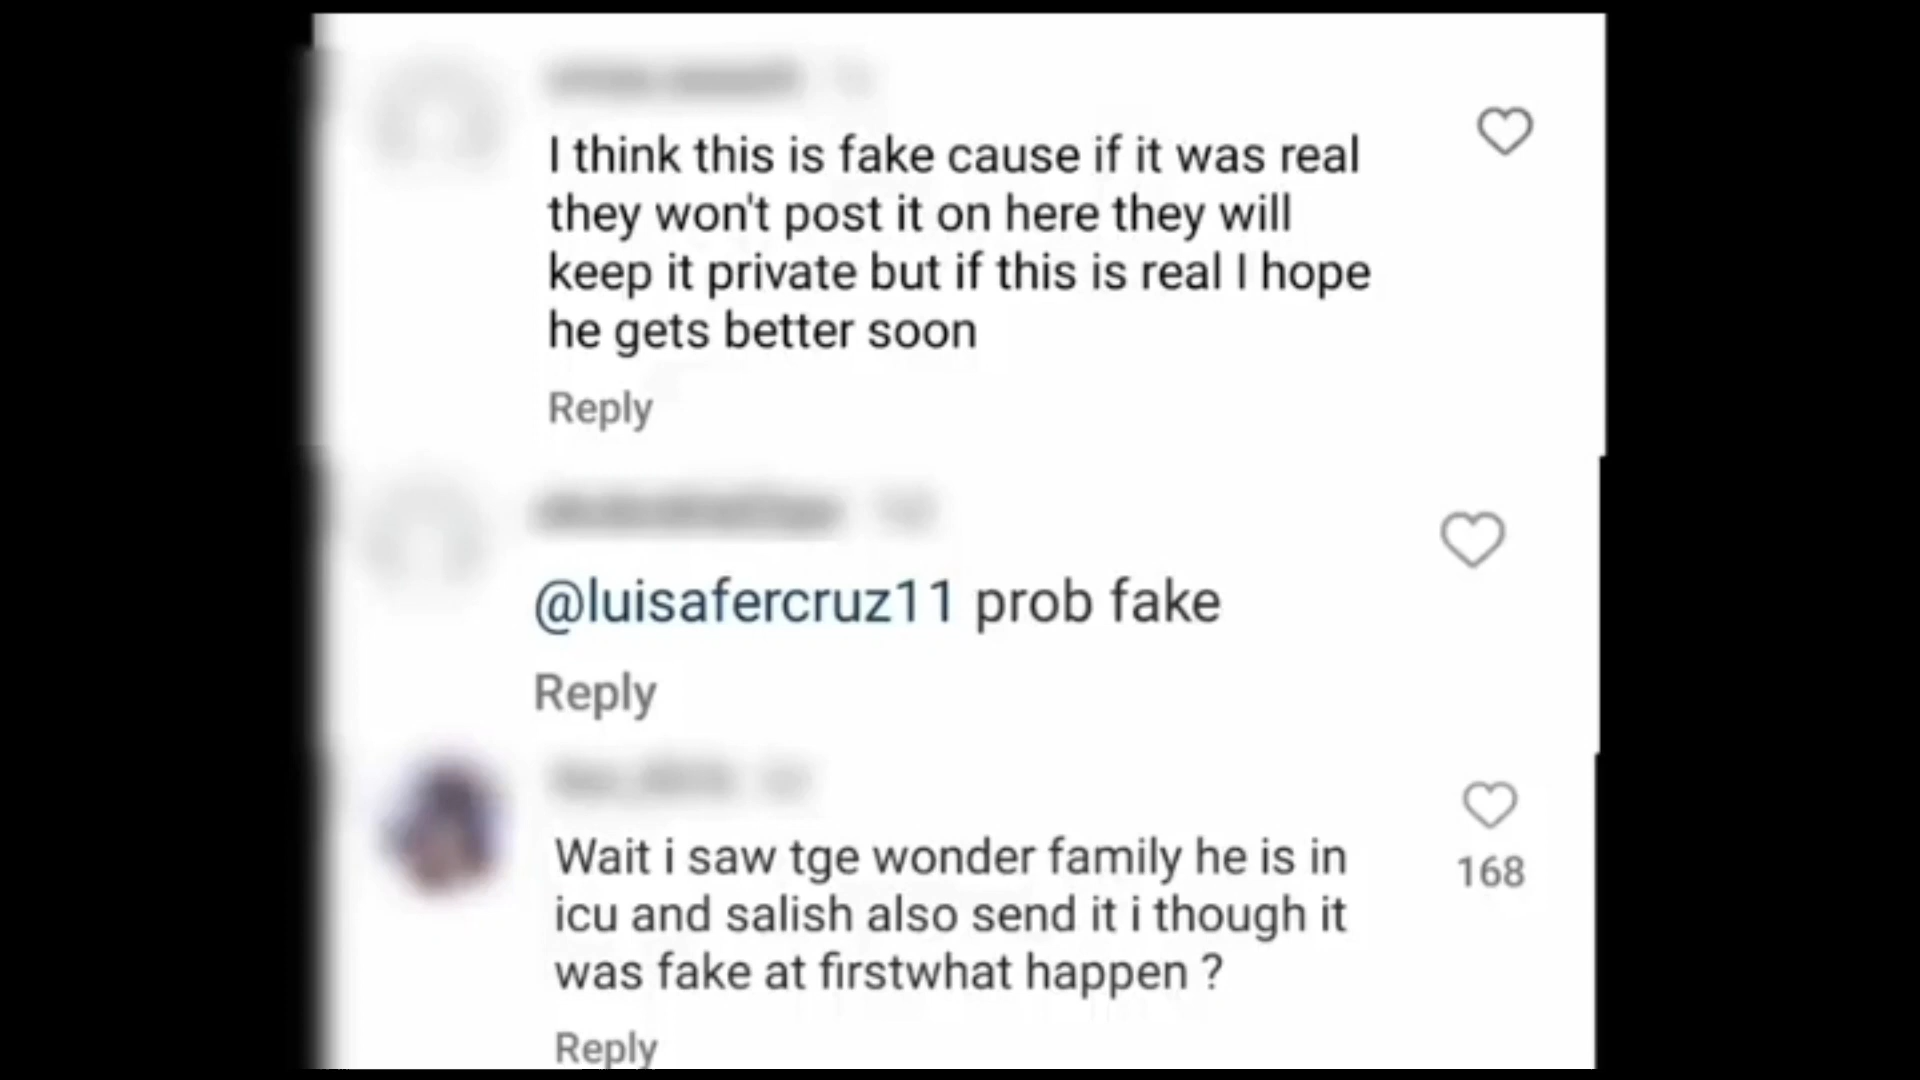 I think this is fake cause if it was real
they won't post it on here they will
keep it private but if this is real I hope
he gets better soon
Reply
@luisafercruz11 prob fake
Reply
Wait i saw tge wonder family he is in
icu and salish also send it i though it
was fake at firstwhat happen ?
168
Reply